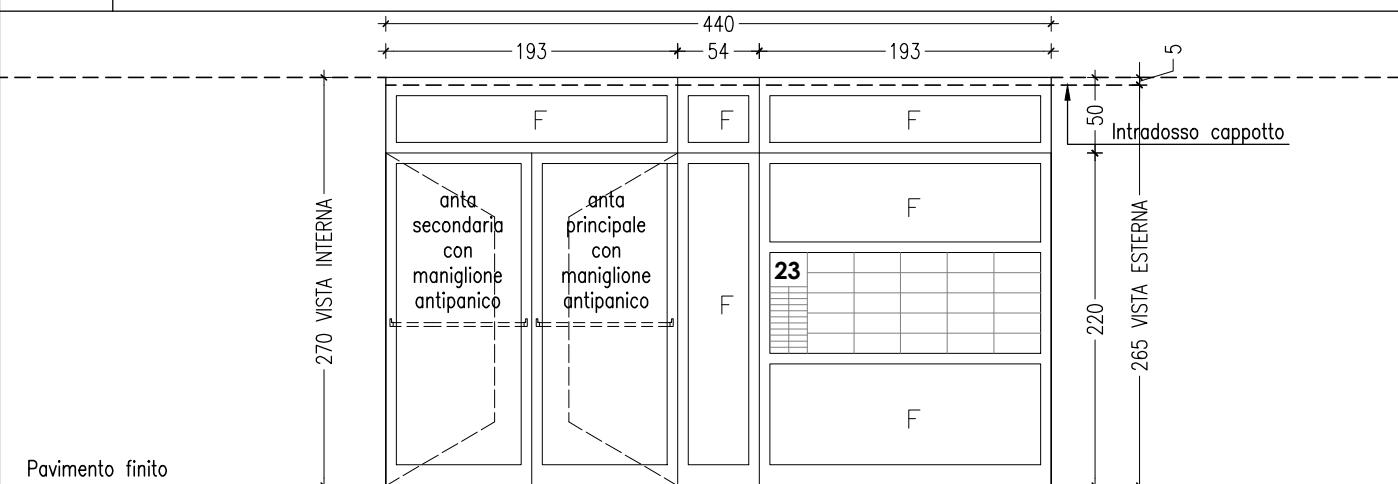 440
193
54
193
5
F
F
F
50
Intradosso cappotto
anta
secondaria
con
maniglione
antipanico
anta
principale
con
maniglione
antipanico
F
F
23
F
270 VISTA INTERNA
220
265 VISTA ESTERNA
Pavimento finito